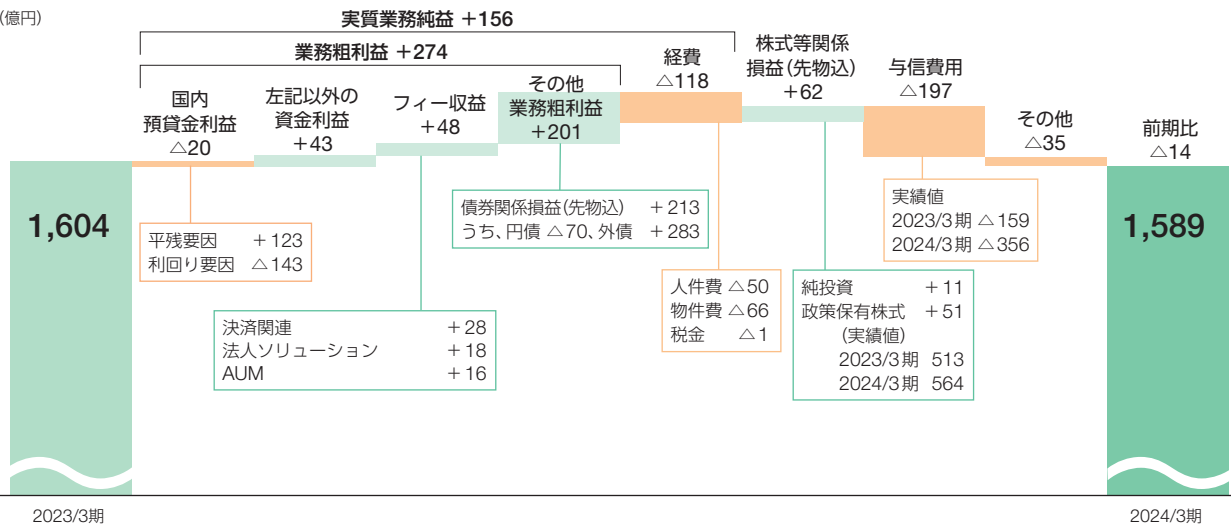 (億円)
実質業務純益 +156
業務粗利益 +274
国内
預貸金利益
△20
左記以外の
資金利益
+43
フィー収益
+48
その他
業務粗利益
+201
経費
△118
株式等関係
損益(先物込)
+62
与信費用
△197
その他
△35
前期比
△14
1,604
平残要因 +123
利回り要因 △143
決済関連 +28
法人ソリューション +18
AUM +16
債券関係損益(先物込) +213
うち、円債 △70、外債 +283
人件費 △50
物件費 △66
税金 △1
純投資 +11
政策保有株式 +51
(実績値)
2023/3期 513
2024/3期 564
実績値
2023/3期 △159
2024/3期 △356
1,589
2023/3期
2024/3期